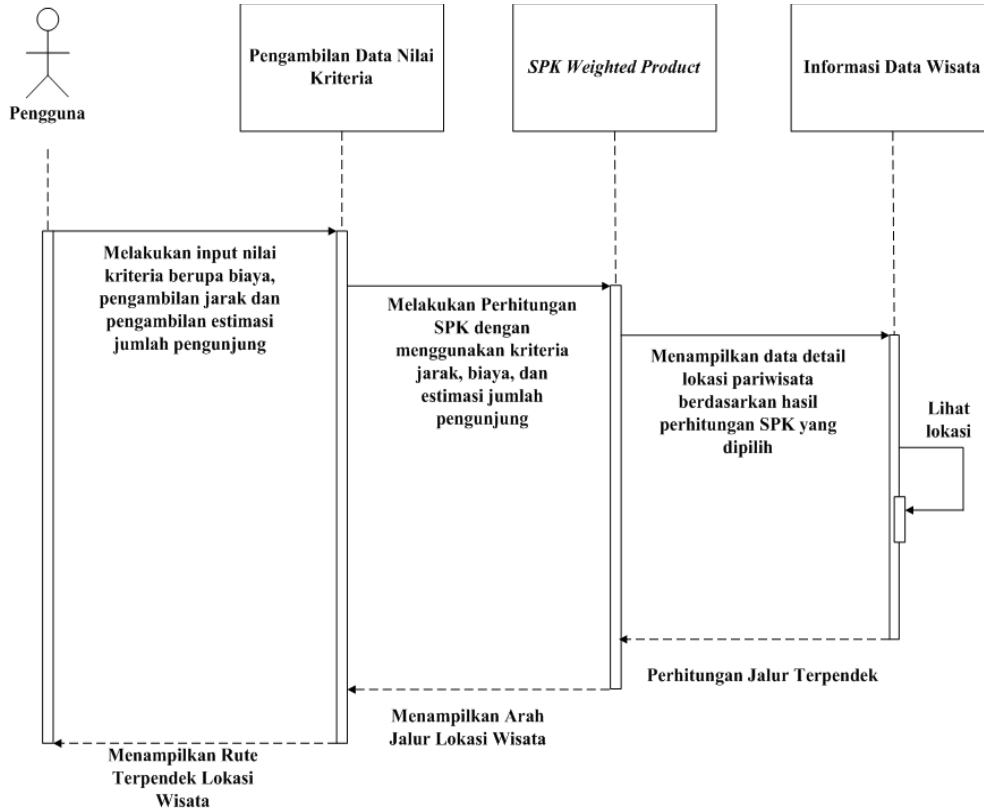 Pengguna
Pengambilan Data Nilai
Kriteria
SPK Weighted Product
Informasi Data Wisata
Melakukan input nilai
kriteria berupa biaya,
pengambilan jarak dan
pengambilan estimasi
jumlah pengunjung
Melakukan Perhitungan
SPK dengan
menggunakan kriteria
jarak, biaya, dan
estimasi jumlah
pengunjung
Menampilkan data detail
lokasi pariwisata
berdasarkan hasil
perhitungan SPK yang
dipilih
Lihat
lokasi
Perhitungan Jalur Terpendek
Menampilkan Arah
Jalur Lokasi Wisata
Menampilkan Rute
Terpendek Lokasi
Wisata